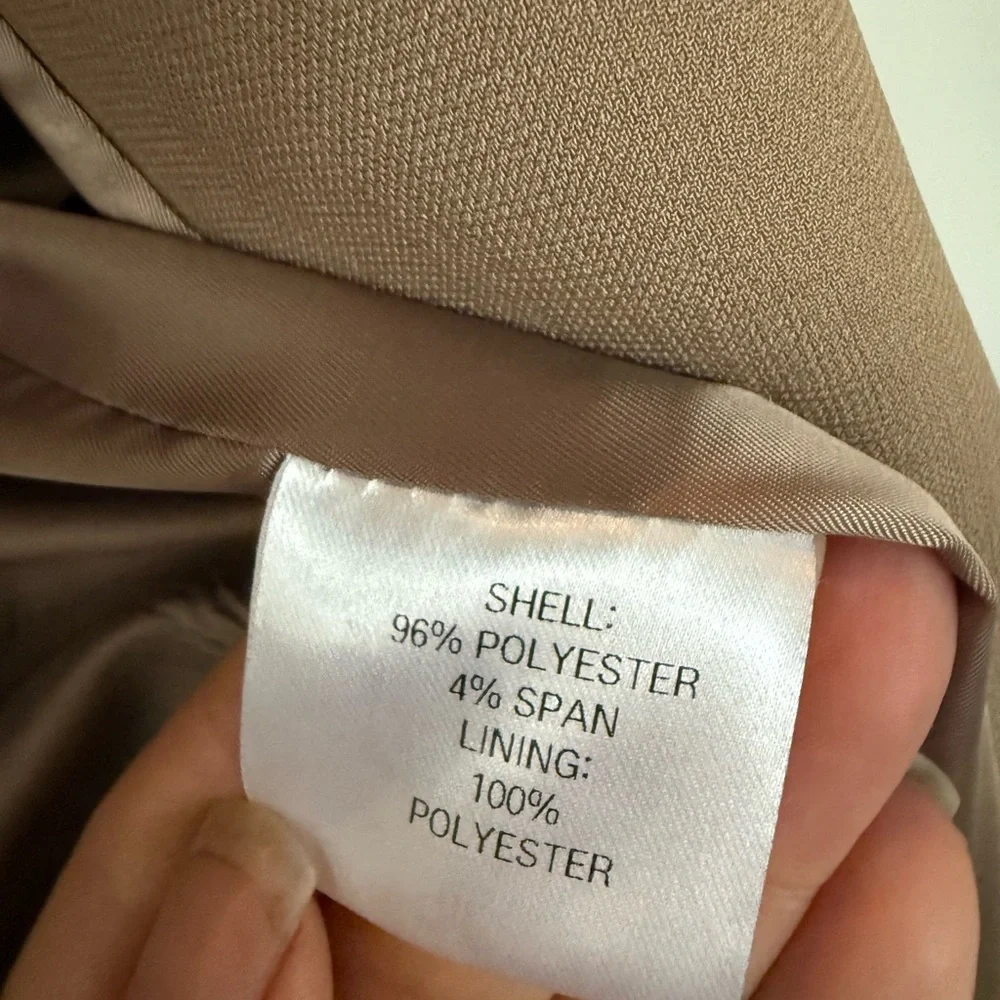 SHELL:
96% POLYESTER
4% SPAN
LINING:
100%
POLYESTER